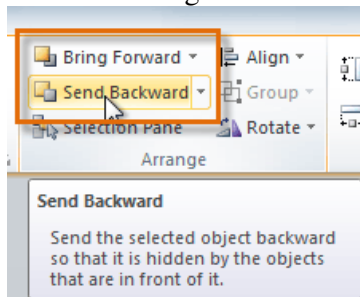 Bring Forward Align
Send Backward Group
Selection Pane Rotate
Arrange
Send Backward
Send the selected object backward
so that it is hidden by the objects
that are in front of it.